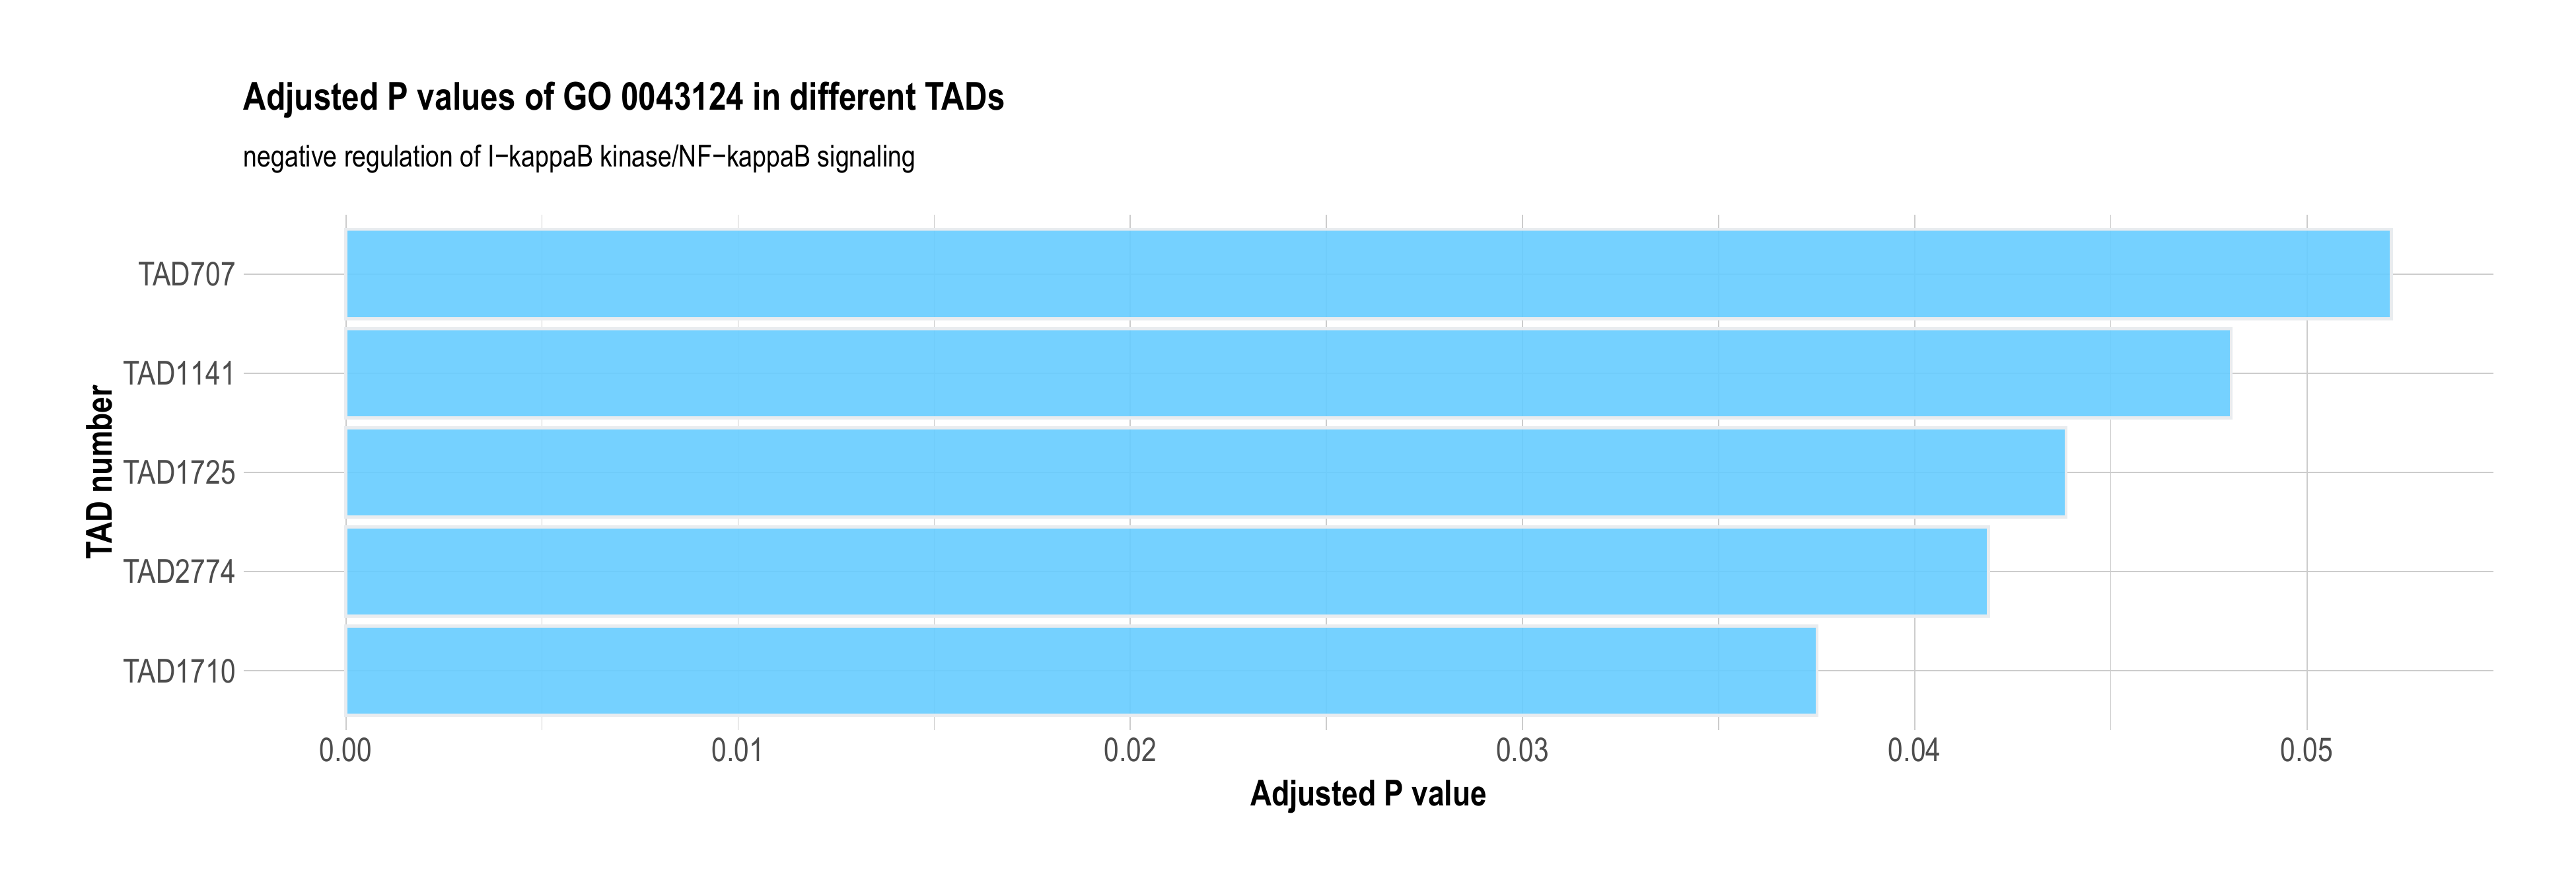 Adjusted P values of GO 0043124 in different TADs
negative regulation of I−kappaB kinase/NF−kappaB signaling
TAD number
TAD707
TAD1141
TAD1725
TAD2774
TAD1710
0.00 0.01 0.02 0.03 0.04 0.05
Adjusted P value